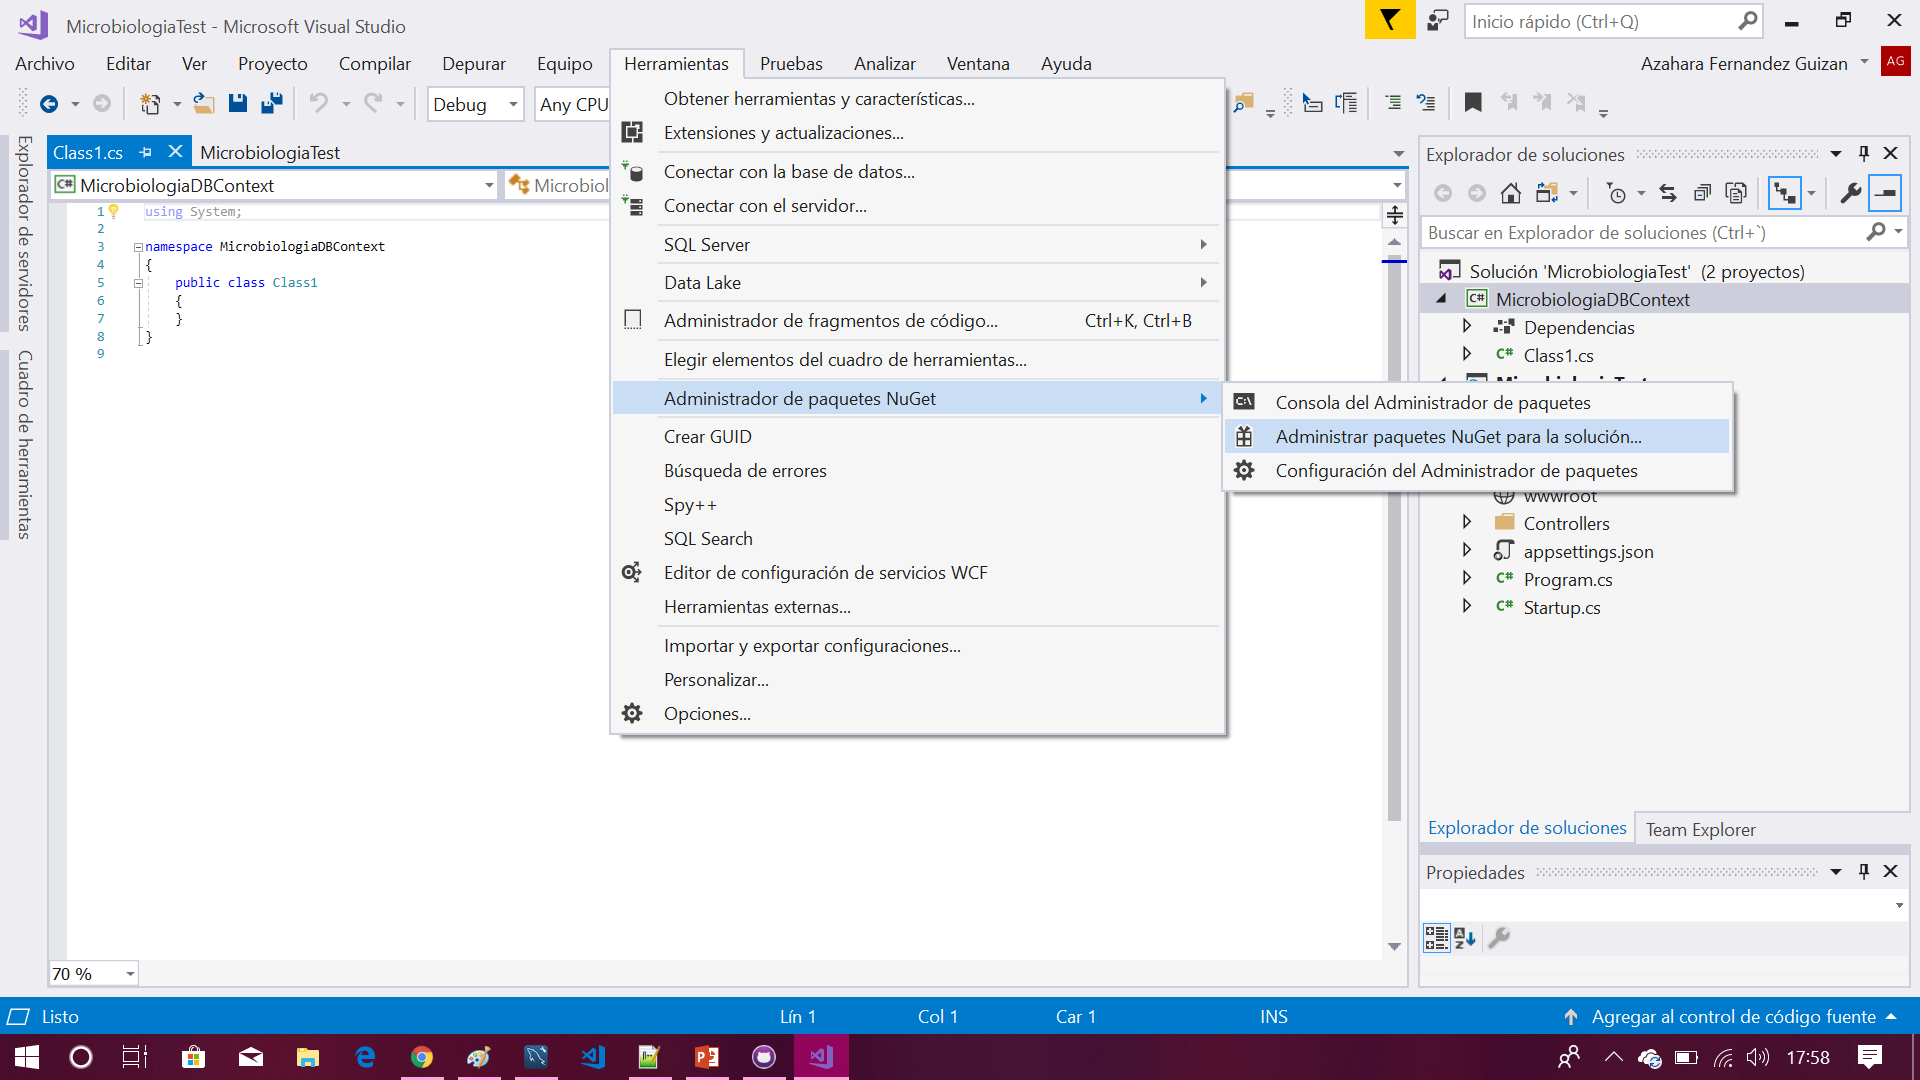 MicrobiologiaTest - Microsoft Visual Studio
Inicio rápido (Ctrl+Q)
Archivo Editar Ver Proyecto Compilar Depurar Equipo Herramientas Pruebas Analizar Ventana Ayuda
Azahara Fernandez Guizan AG
Debug Any CPU
Explorador de servidores
Cuadro de herramientas
Class1.cs MicrobiologiaTest
C# MicrobiologiaDBContext Microbiol
1 using System;
2
3 namespace MicrobiologiaDBContext
4 {
5 public class Class1
6 {
7 }
8 }
9
70 %
Obtener herramientas y características...
Extensiones y actualizaciones...
Conectar con la base de datos...
Conectar con el servidor...
SQL Server
Data Lake
Administrador de fragmentos de código... Ctrl+K, Ctrl+B
Elegir elementos del cuadro de herramientas...
Administrador de paquetes NuGet
Crear GUID
Búsqueda de errores
Spy++
SQL Search
Editor de configuración de servicios WCF
Herramientas externas...
Importar y exportar configuraciones...
Personalizar...
Opciones...
Consola del Administrador de paquetes
Administrar paquetes NuGet para la solución...
Configuración del Administrador de paquetes
Explorador de soluciones
Buscar en Explorador de soluciones (Ctrl+`)
Solución 'MicrobiologiaTest' (2 proyectos)
C# MicrobiologiaDBContext
Dependencias
C# Class1.cs
wwwroot
Controllers
appsettings.json
C# Program.cs
C# Startup.cs
Explorador de soluciones Team Explorer
Propiedades
Listo Lín 1 Col 1 Car 1 INS Agregar al control de código fuente
17:58